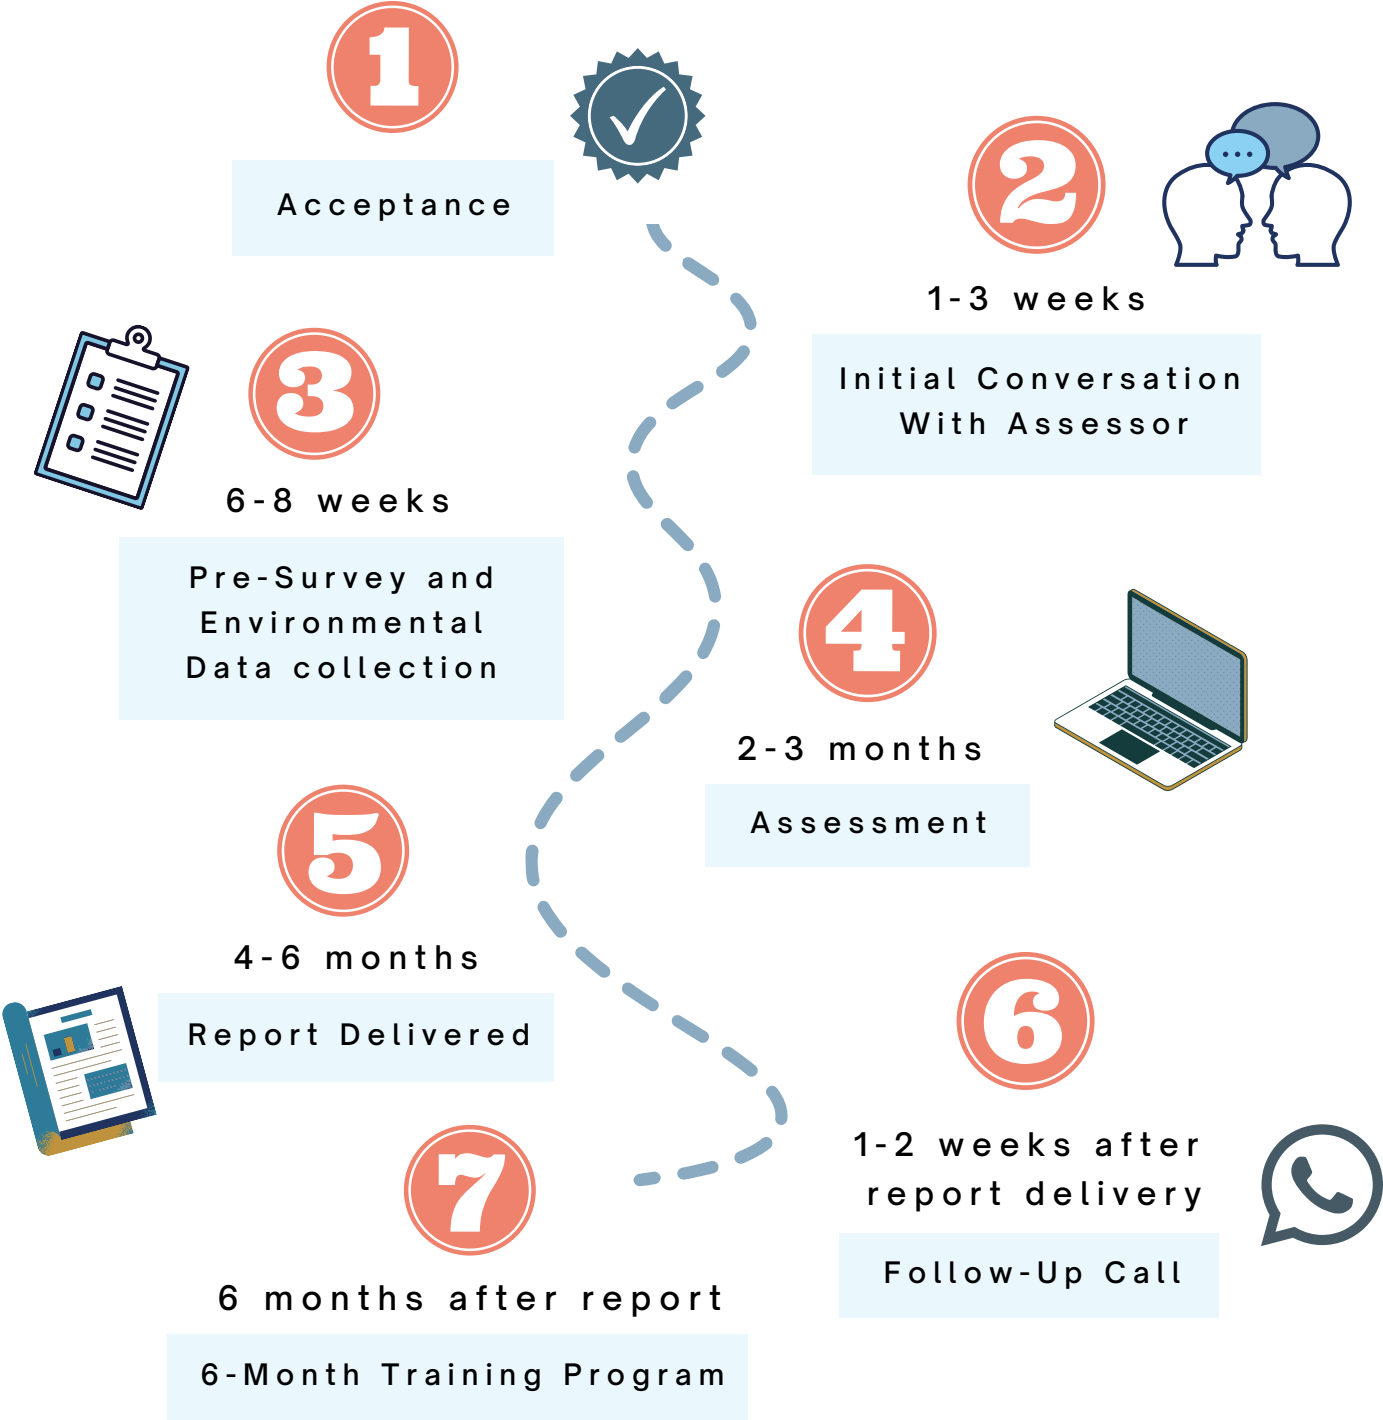 1
Acceptance
2
1-3 weeks
Initial Conversation
With Assessor
3
6-8 weeks
Pre-Survey and
Environmental
Data collection
4
2-3 months
Assessment
5
4-6 months
Report Delivered
6
1-2 weeks after
report delivery
Follow-Up Call
7
6 months after report
6-Month Training Program